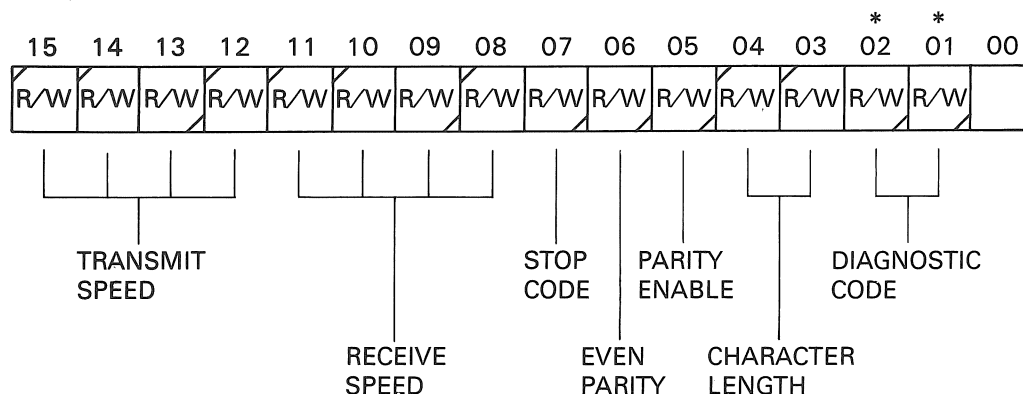 * *
15 14 13 12 11 10 09 08 07 06 05 04 03 02 01 00
R/W R/W R/W R/W R/W R/W R/W R/W R/W R/W R/W R/W R/W R/W R/W
TRANSMIT SPEED
STOP CODE
PARITY ENABLE
DIAGNOSTIC CODE
RECEIVE SPEED
EVEN PARITY
CHARACTER LENGTH